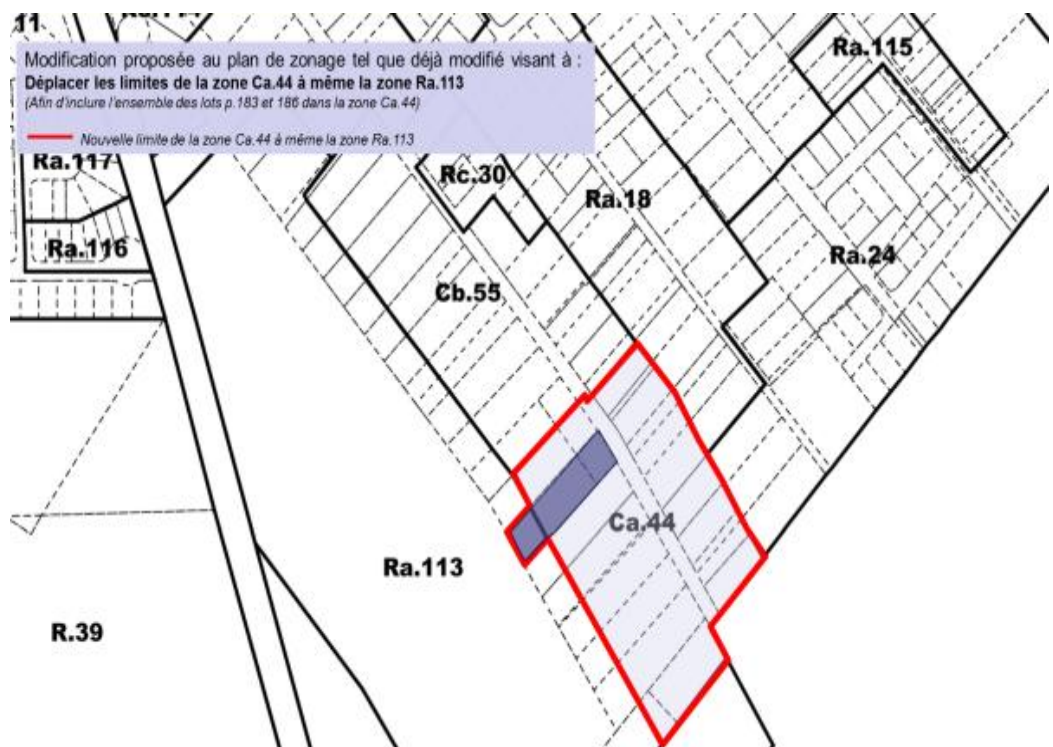 11
Modification proposée au plan de zonage tel que déjà modifié visant à :
Déplacer les limites de la zone Ca.44 à même la zone Ra.113
(Afin d'inclure l'ensemble des lots p.183 et 186 dans la zone Ca.44)
Nouvelle limite de la zone Ca.44 à même la zone Ra.113
Ra.115
Ra.117
Rc.30
Ra.18
Ra.116
Ra.24
Cb.55
Ca.44
Ra.113
R.39